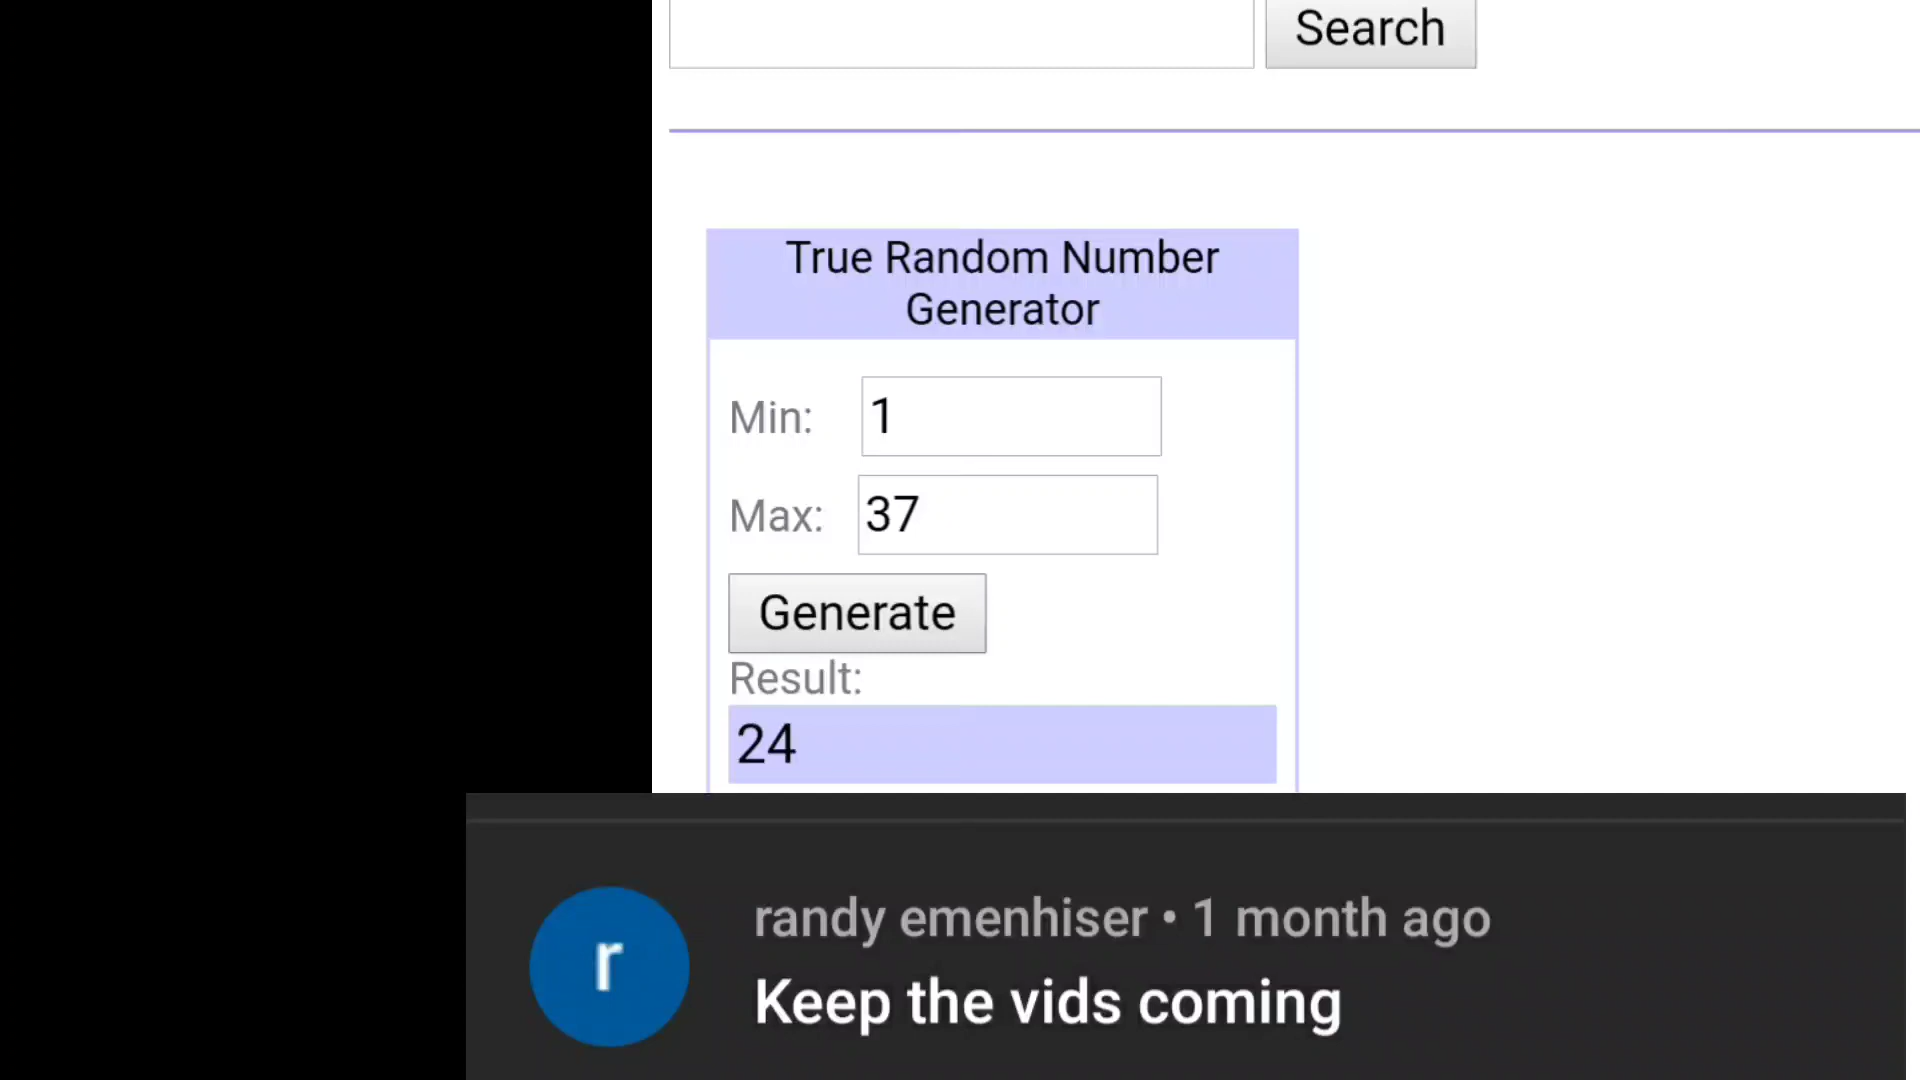 Search
True Random Number
Generator
Min: 1
Max: 37
Generate
Result:
24
r
randy emenhiser • 1 month ago
Keep the vids coming